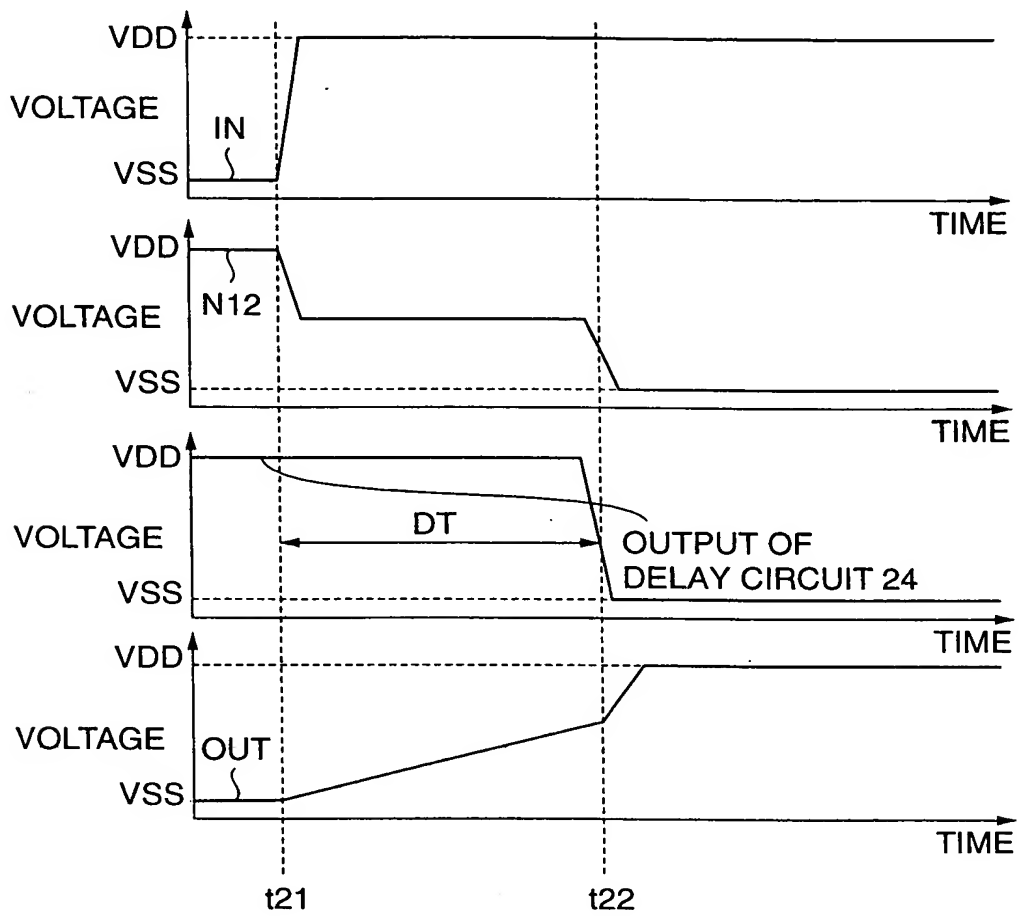 VDD
VOLTAGE
IN
VSS
TIME
VDD
N12
VOLTAGE
VSS
TIME
VDD
DT
VOLTAGE
OUTPUT OF
DELAY CIRCUIT 24
VSS
TIME
VDD
VOLTAGE
OUT
VSS
TIME
t21
t22